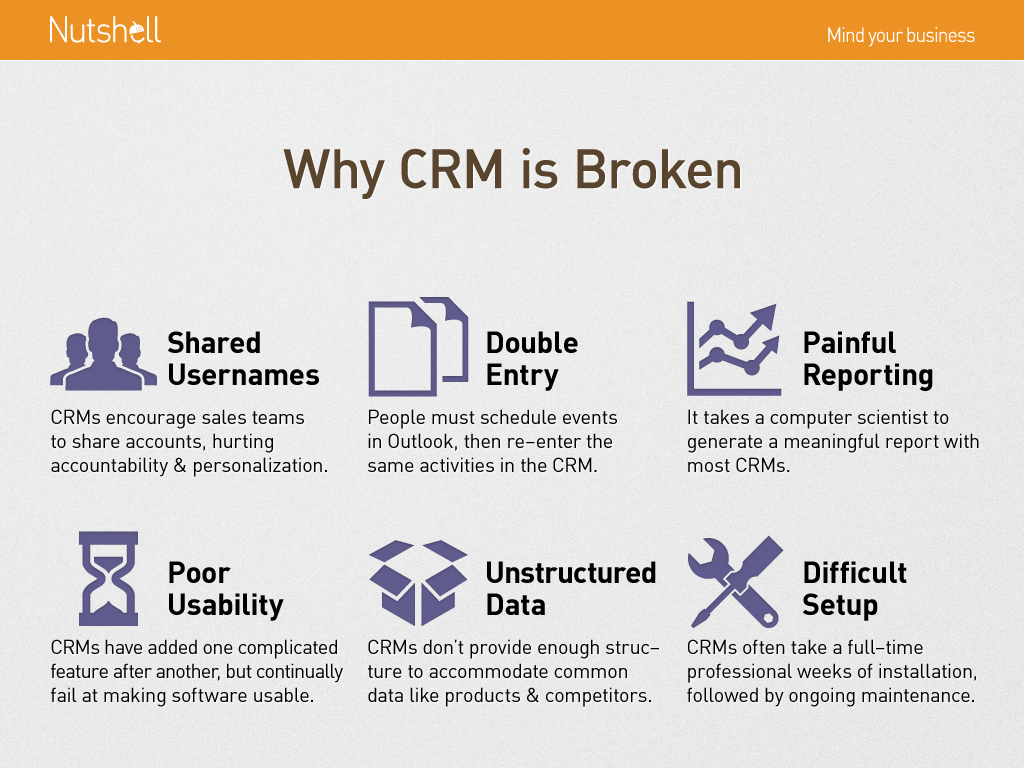 Nutshell
Mind your business
Why CRM is Broken
Shared
Usernames
CRMs encourage sales teams
to share accounts, hurting
accountability & personalization.
Double
Entry
People must schedule events
in Outlook, then re–enter the
same activities in the CRM.
Painful
Reporting
It takes a computer scientist to
generate a meaningful report with
most CRMs.
Poor
Usability
CRMs have added one complicated
feature after another, but continually
fail at making software usable.
Unstructured
Data
CRMs don't provide enough struc–
ture to accommodate common
data like products & competitors.
Difficult
Setup
CRMs often take a full–time
professional weeks of installation,
followed by ongoing maintenance.